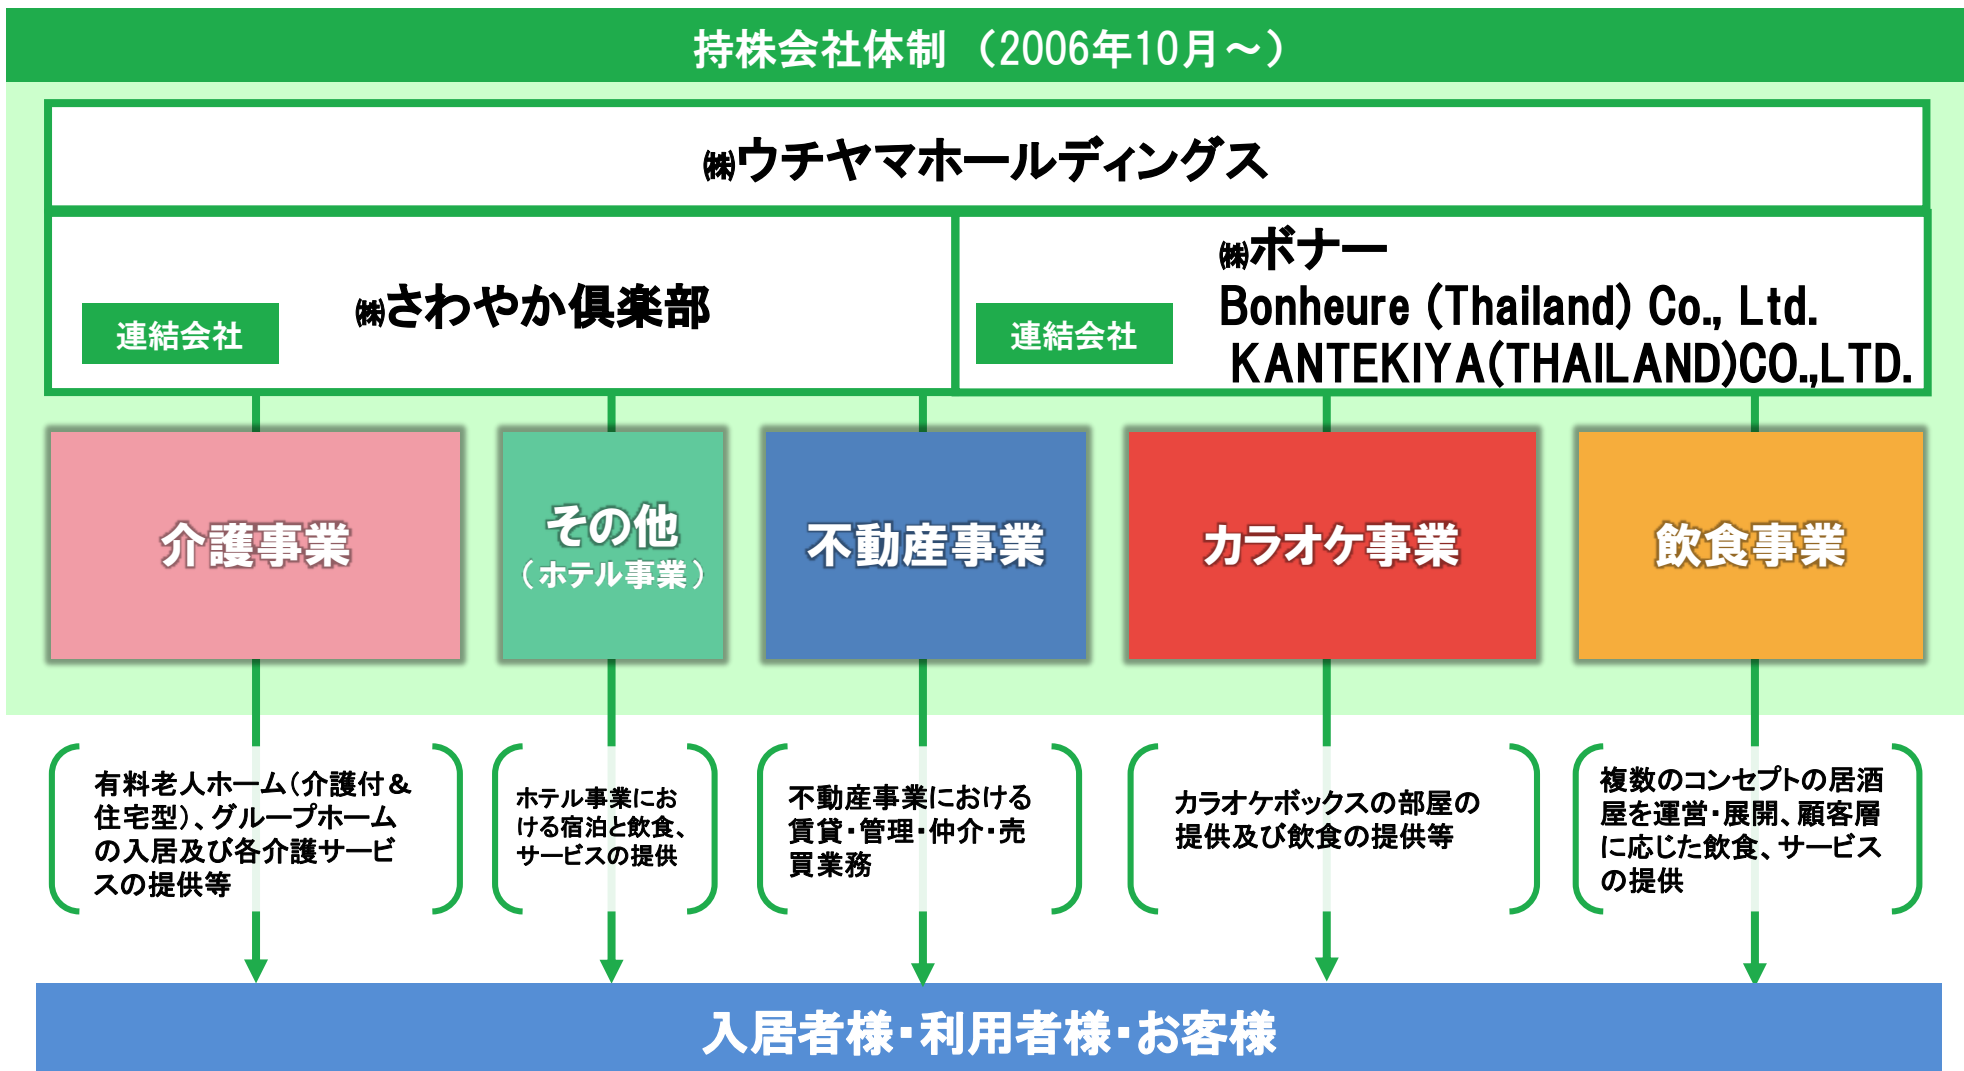 持株会社体制 （2006年10月～）
㈱ウチヤマホールディングス
㈱さわやか倶楽部
連結会社
㈱ボナー
Bonheure (Thailand) Co., Ltd.
KANTEKIYA(THAILAND)CO.,LTD.
連結会社
介護事業
その他
（ホテル事業）
不動産事業
カラオケ事業
飲食事業
有料老人ホーム（介護付＆
住宅型）、グループホーム
の入居及び各介護サービ
スの提供等
ホテル事業にお
ける宿泊と飲食、
サービスの提供
不動産事業における
賃貸・管理・仲介・売
買業務
カラオケボックスの部屋の
提供及び飲食の提供等
複数のコンセプトの居酒
屋を運営・展開、顧客層
に応じた飲食、サービス
の提供
入居者様・利用者様・お客様